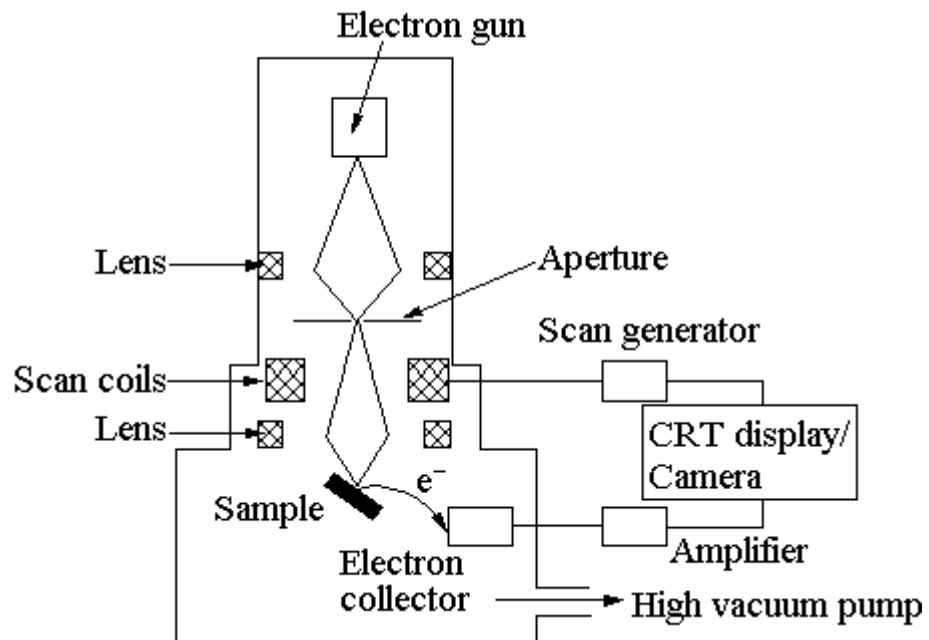 Electron gun
Lens
Aperture
Scan generator
Scan coils
Lens
CRT display/
Camera
e⁻
Sample
Amplifier
Electron
collector
High vacuum pump